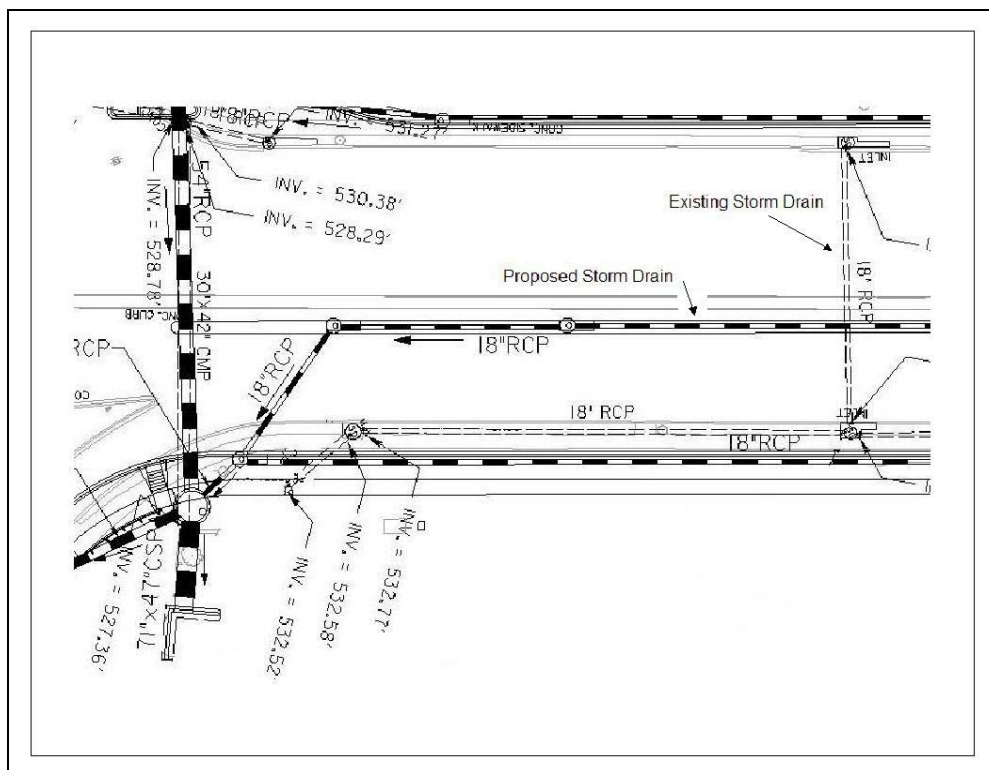 18"RCP
INV.
531.27'
CONC. SIDEWALK
INLET
54"RCP
INV. = 530.38'
INV. = 528.29'
INV. = 528.78'
Existing Storm Drain
Proposed Storm Drain
18" RCP
30"x42" CMP
CURB
RCP
18"RCP
18"RCP
18" RCP
INLET
18"RCP
INV. = 532.77'
INV. = 532.58'
INV. = 532.52'
71"x47"CSP
INV. = 527.36'